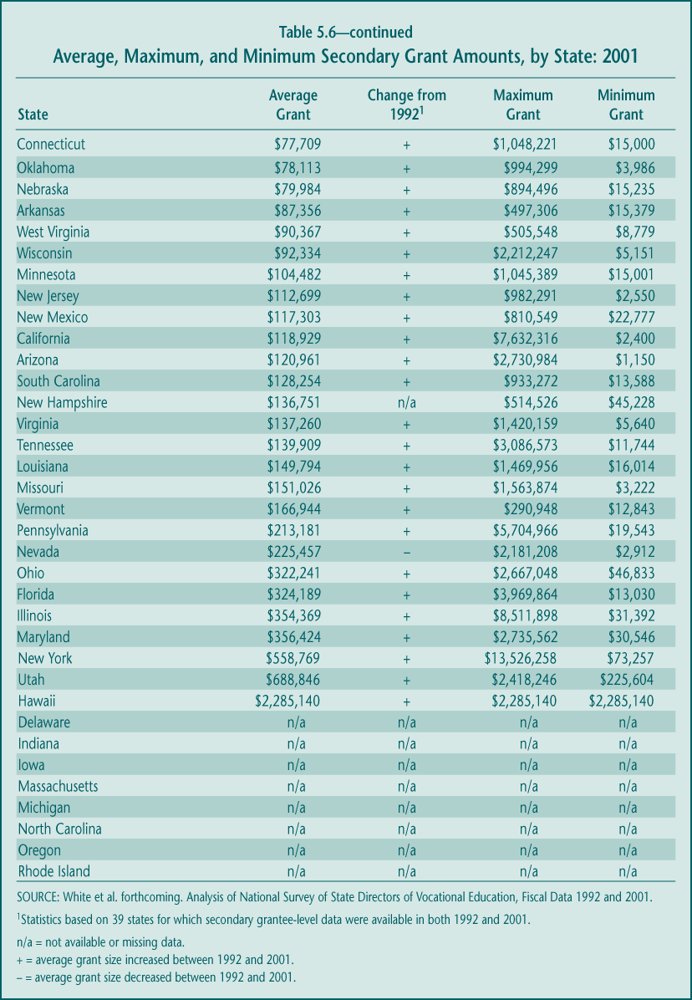 Table 5.6—continued
Average, Maximum, and Minimum Secondary Grant Amounts, by State: 2001
Average Change from Maximum Minimum
State Grant 1992¹ Grant Grant
Connecticut $77,709 + $1,048,221 $15,000
Oklahoma $78,113 + $994,299 $3,986
Nebraska $79,984 + $894,496 $15,235
Arkansas $87,356 + $497,306 $15,379
West Virginia $90,367 + $505,548 $8,779
Wisconsin $92,334 + $2,212,247 $5,151
Minnesota $104,482 + $1,045,389 $15,001
New Jersey $112,699 + $982,291 $2,550
New Mexico $117,303 + $810,549 $22,777
California $118,929 + $7,632,316 $2,400
Arizona $120,961 + $2,730,984 $1,150
South Carolina $128,254 + $933,272 $13,588
New Hampshire $136,751 n/a $514,526 $45,228
Virginia $137,260 + $1,420,159 $5,640
Tennessee $139,909 + $3,086,573 $11,744
Louisiana $149,794 + $1,469,956 $16,014
Missouri $151,026 + $1,563,874 $3,222
Vermont $166,944 + $290,948 $12,843
Pennsylvania $213,181 + $5,704,966 $19,543
Nevada $225,457 – $2,181,208 $2,912
Ohio $322,241 + $2,667,048 $46,833
Florida $324,189 + $3,969,864 $13,030
Illinois $354,369 + $8,511,898 $31,392
Maryland $356,424 + $2,735,562 $30,546
New York $558,769 + $13,526,258 $73,257
Utah $688,846 + $2,418,246 $225,604
Hawaii $2,285,140 + $2,285,140 $2,285,140
Delaware n/a n/a n/a n/a
Indiana n/a n/a n/a n/a
Iowa n/a n/a n/a n/a
Massachusetts n/a n/a n/a n/a
Michigan n/a n/a n/a n/a
North Carolina n/a n/a n/a n/a
Oregon n/a n/a n/a n/a
Rhode Island n/a n/a n/a n/a
SOURCE: White et al. forthcoming. Analysis of National Survey of State Directors of Vocational Education, Fiscal Data 1992 and 2001.
¹Statistics based on 39 states for which secondary grantee-level data were available in both 1992 and 2001.
n/a = not available or missing data.
+ = average grant size increased between 1992 and 2001.
– = average grant size decreased between 1992 and 2001.